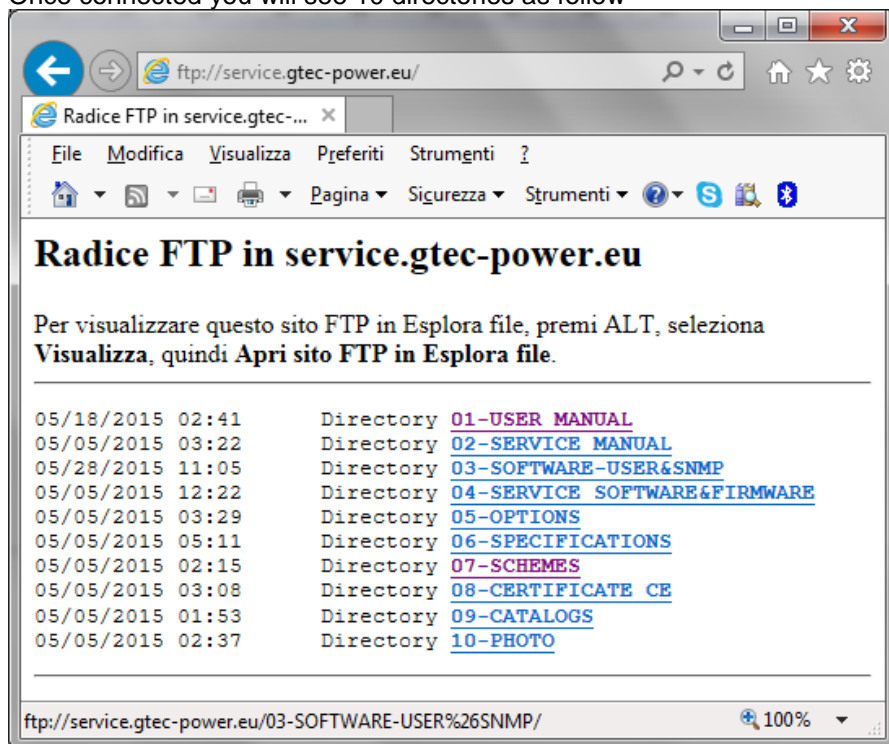 Once connected you will see 10 directories as follow
ftp://service.gtec-power.eu/
Radice FTP in service.gtec-...
File Modifica Visualizza Preferiti Strumenti ?
Pagina Sicurezza Strumenti
Radice FTP in service.gtec-power.eu
Per visualizzare questo sito FTP in Esplora file, premi ALT, seleziona
Visualizza, quindi Apri sito FTP in Esplora file.
05/18/2015 02:41 Directory 01-USER MANUAL
05/05/2015 03:22 Directory 02-SERVICE MANUAL
05/28/2015 11:05 Directory 03-SOFTWARE-USER&SNMP
05/05/2015 12:22 Directory 04-SERVICE SOFTWARE&FIRMWARE
05/05/2015 03:29 Directory 05-OPTIONS
05/05/2015 05:11 Directory 06-SPECIFICATIONS
05/05/2015 02:15 Directory 07-SCHEMES
05/05/2015 03:08 Directory 08-CERTIFICATE CE
05/05/2015 01:53 Directory 09-CATALOGS
05/05/2015 02:37 Directory 10-PHOTO
ftp://service.gtec-power.eu/03-SOFTWARE-USER%26SNMP/ 100%